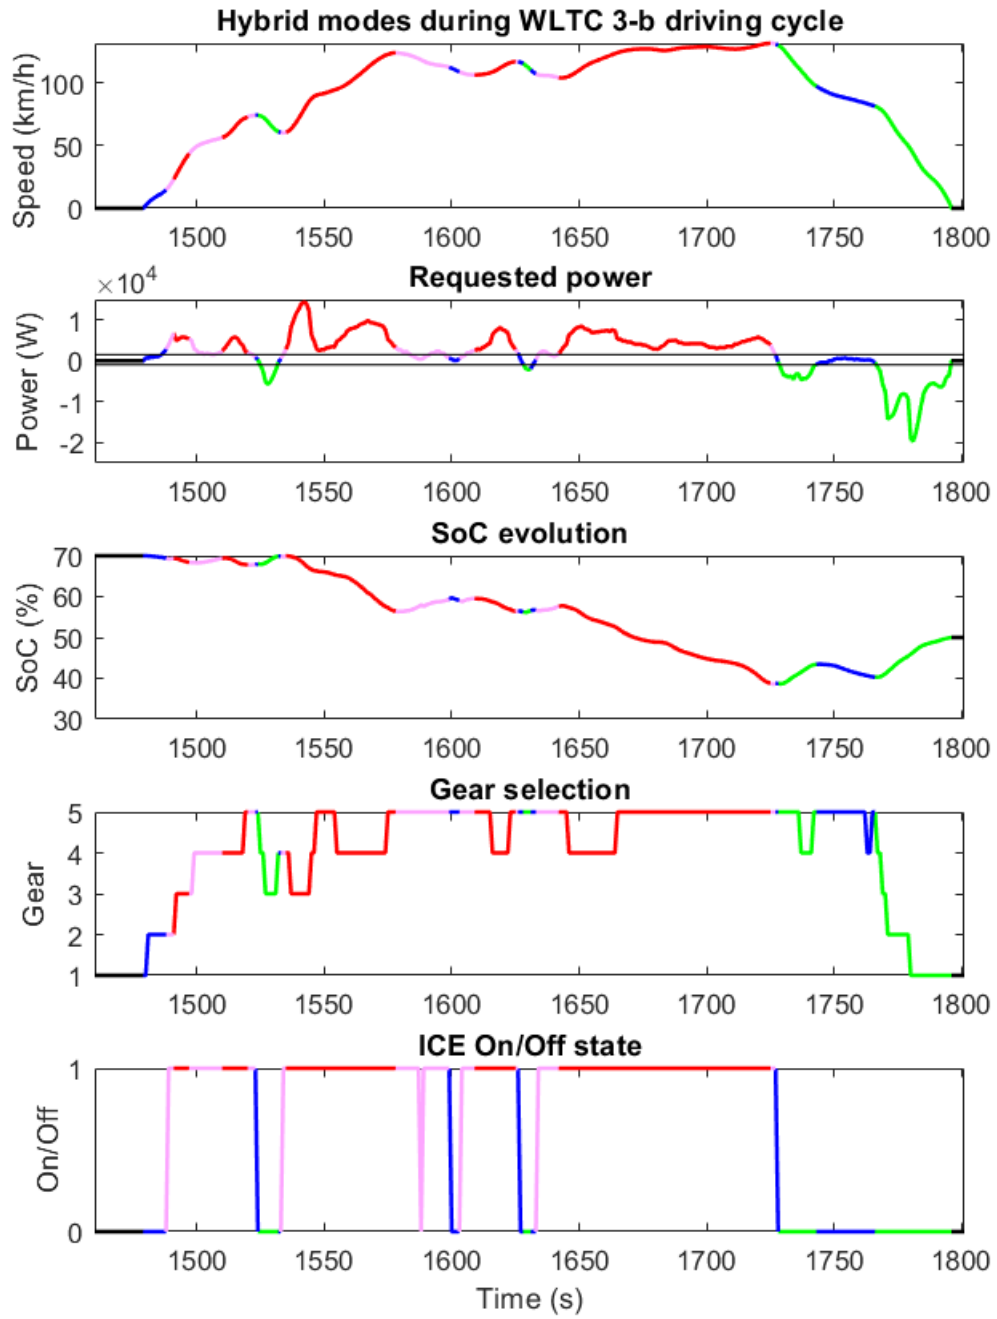 Hybrid modes during WLTC 3-b driving cycle
Speed (km/h)
100
50
0
1500 1550 1600 1650 1700 1750 1800
Requested power
×10⁴
Power (W)
1
0
-1
-2
1500 1550 1600 1650 1700 1750 1800
SoC evolution
SoC (%)
70
60
50
40
30
1500 1550 1600 1650 1700 1750 1800
Gear selection
Gear
5
4
3
2
1
1500 1550 1600 1650 1700 1750 1800
ICE On/Off state
On/Off
1
0
1500 1550 1600 1650 1700 1750 1800
Time (s)